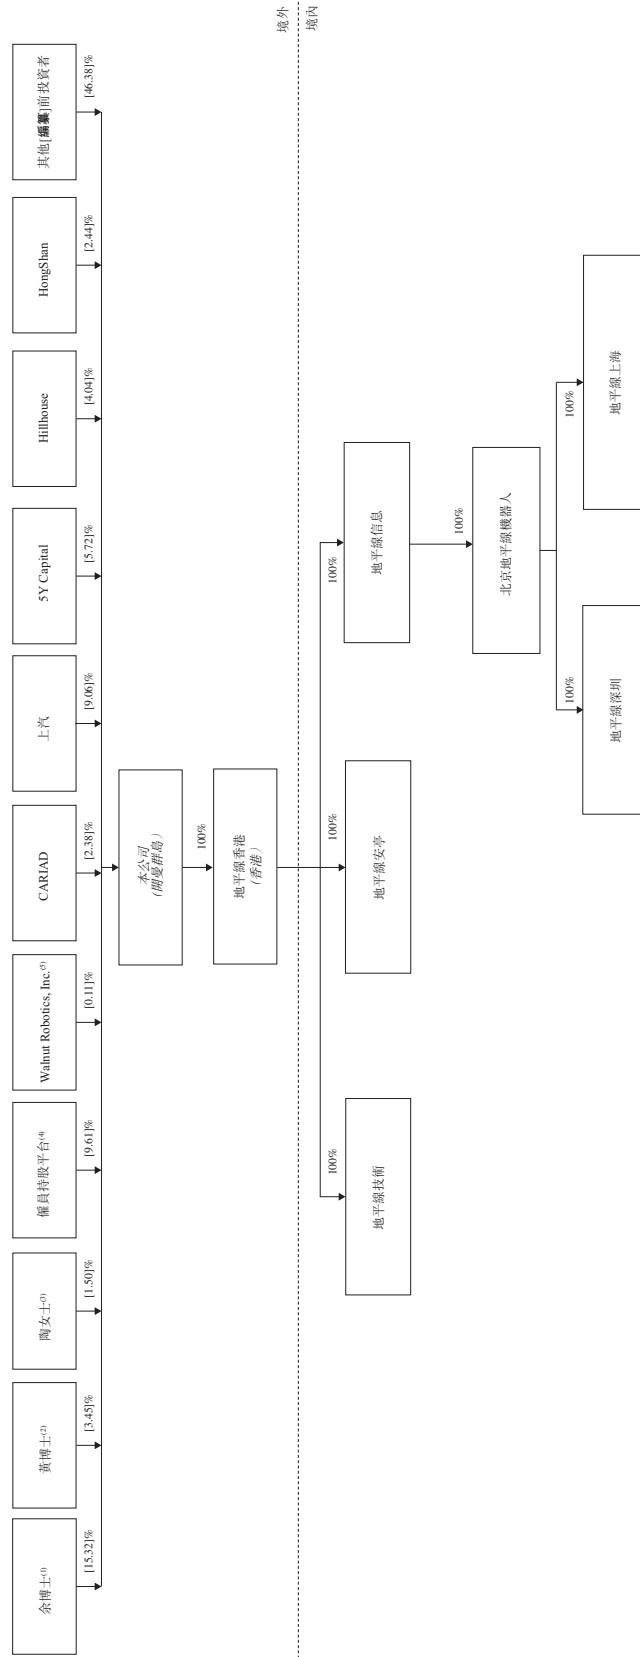 余博士(1)
[15.32]%
黃博士(2)
[3.45]%
陶女士(3)
[1.50]%
僱員持股平台(4)
[9.61]%
Walnut Robotics, Inc.(5)
[0.11]%
CARIAD
[2.38]%
上汽
[9.06]%
5Y Capital
[5.72]%
Hillhouse
[4.04]%
HongShan
[2.44]%
其他[編纂]前投資者
[46.38]%
本公司
(開曼群島)
100%
地平線香港
(香港)
境外
境內
100%
100%
100%
地平線技術
地平線安亭
地平線信息
100%
北京地平線機器人
100%
100%
地平線深圳
地平線上海